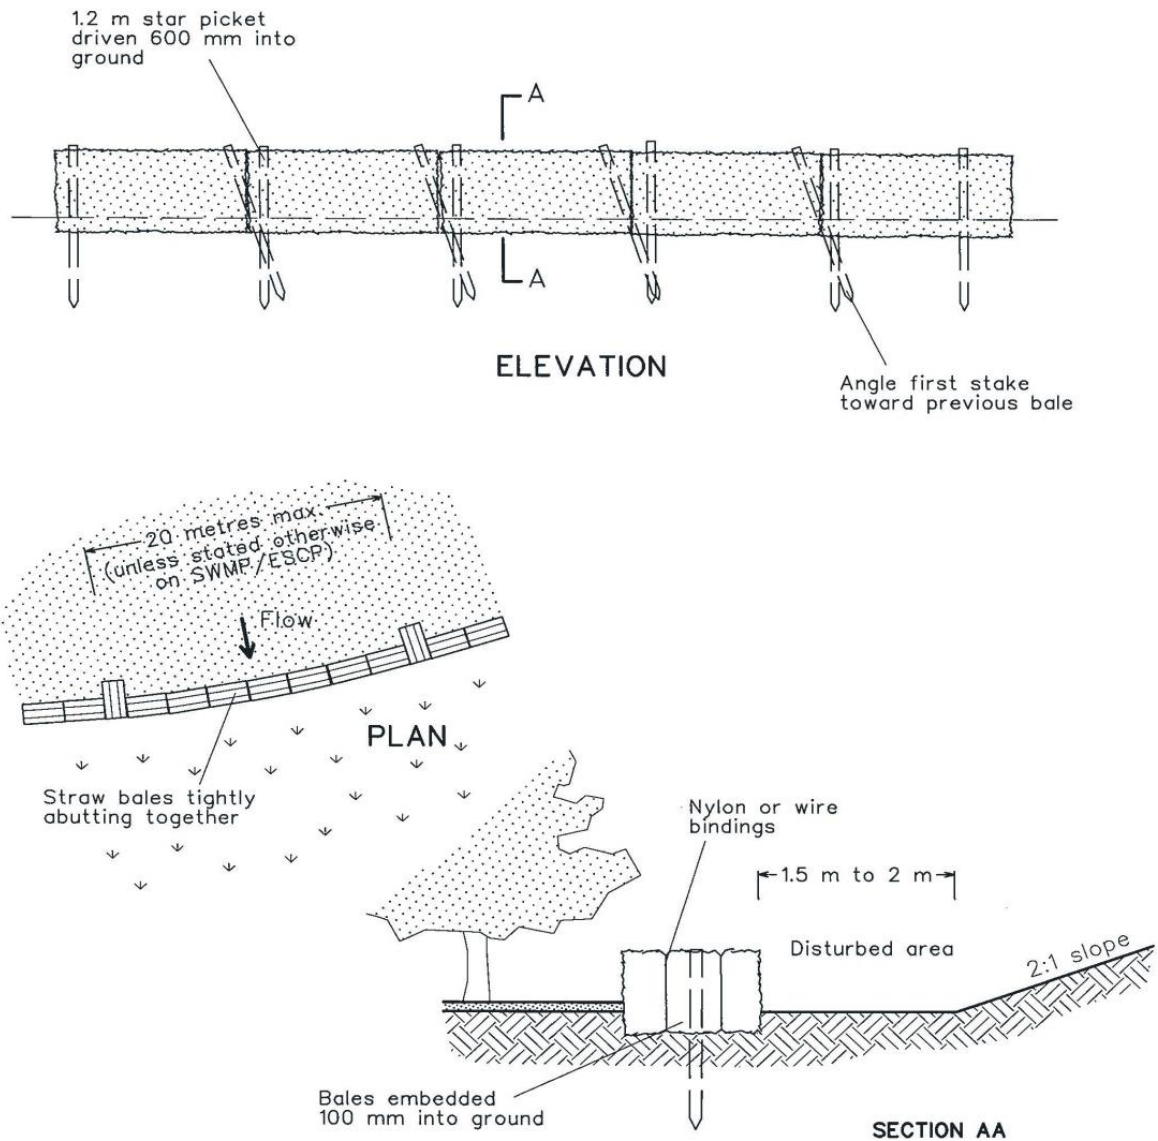 1.2 m star picket
driven 600 mm into
ground
A
A
ELEVATION
Angle first stake
toward previous bale
20 metres max.
(unless stated otherwise
on SWMP/ESCP)
Flow
PLAN
Straw bales tightly
abutting together
Nylon or wire
bindings
1.5 m to 2 m
Disturbed area
2:1 slope
Bales embedded
100 mm into ground
SECTION AA